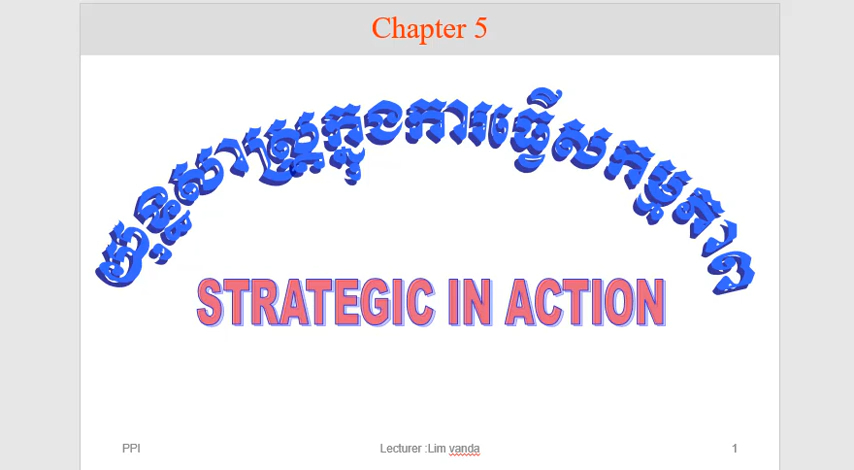 Chapter 5
យុទ្ធសាស្ត្រក្នុងការធ្វើសកម្មភាព
STRATEGIC IN ACTION
PPI
Lecturer :Lim vanda
1